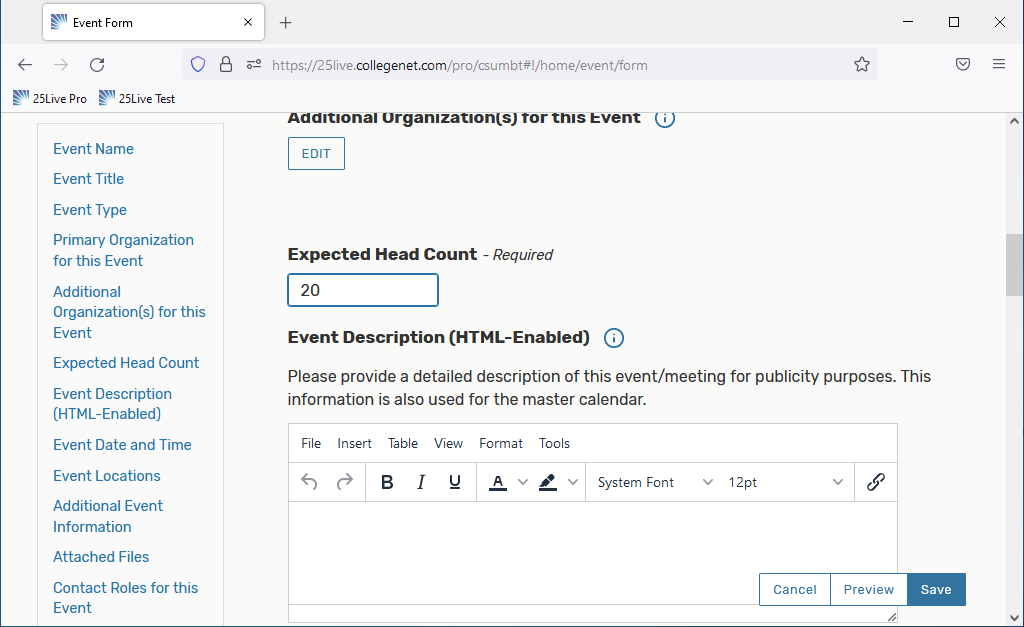 Event Form
https://25live.collegenet.com/pro/csumbt#!/home/event/form
25Live Pro
25Live Test
Event Name
Event Title
Event Type
Primary Organization
for this Event
Additional
Organization(s) for this
Event
Expected Head Count
Event Description
(HTML-Enabled)
Event Date and Time
Event Locations
Additional Event
Information
Attached Files
Contact Roles for this
Event
Additional Organization(s) for this Event
EDIT
Expected Head Count - Required
20
Event Description (HTML-Enabled)
Please provide a detailed description of this event/meeting for publicity purposes. This
information is also used for the master calendar.
File Insert Table View Format Tools
B I U A System Font 12pt
Cancel Preview Save